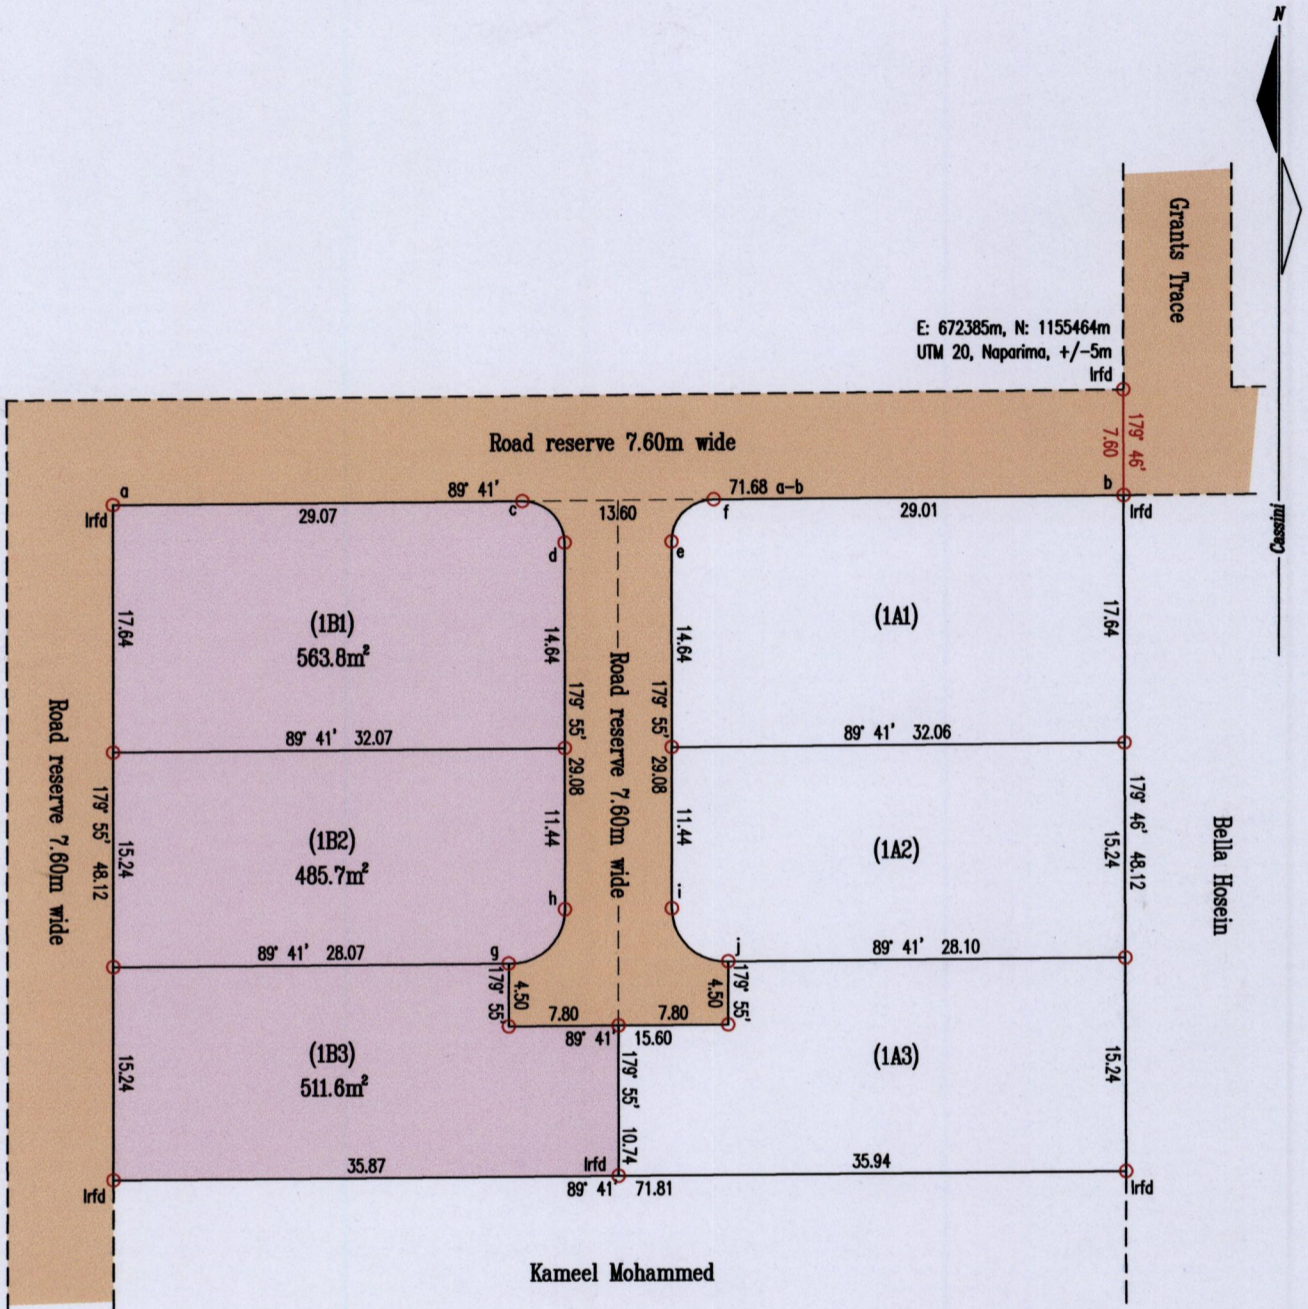 N
Grants Trace
E: 672385m, N: 1155464m
UTM 20, Naparima, +/-5m
Irfd
179° 46'
7.60
Road reserve 7.60m wide
a
89° 41'
c
71.68 a-b
f
b
Irfd
29.07
13.60
29.01
Irfd
Cassini
d
e
(1B1)
563.8m²
(1A1)
17.64
14.64
14.64
17.64
179° 55'
29.08
179° 55'
29.08
Road reserve 7.60m wide
89° 41' 32.07
89° 41' 32.06
Road reserve 7.60m wide
179° 55' 48.12
15.24
(1B2)
485.7m²
11.44
11.44
(1A2)
15.24
179° 46' 48.12
Bella Hosein
h
i
89° 41' 28.07
g
j
89° 41' 28.10
179° 55'
4.50
7.80
7.80
4.50
179° 55'
89° 41' 15.60
(1B3)
511.6m²
(1A3)
15.24
179° 55' 10.74
15.24
35.87
Irfd
35.94
Irfd
89° 41' 71.81
Irfd
Kameel Mohammed